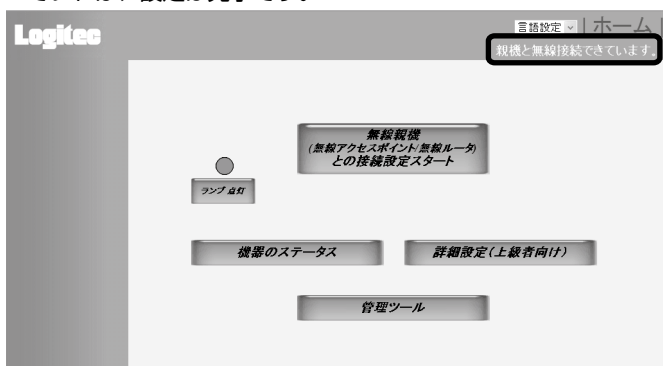 Logitec
言語設定 | ホーム |
親機と無線接続できています。
無線親機
(無線アクセスポイント/無線ルータ)
との接続設定スタート
ランプ 点灯
機器のステータス
詳細設定(上級者向け)
管理ツール